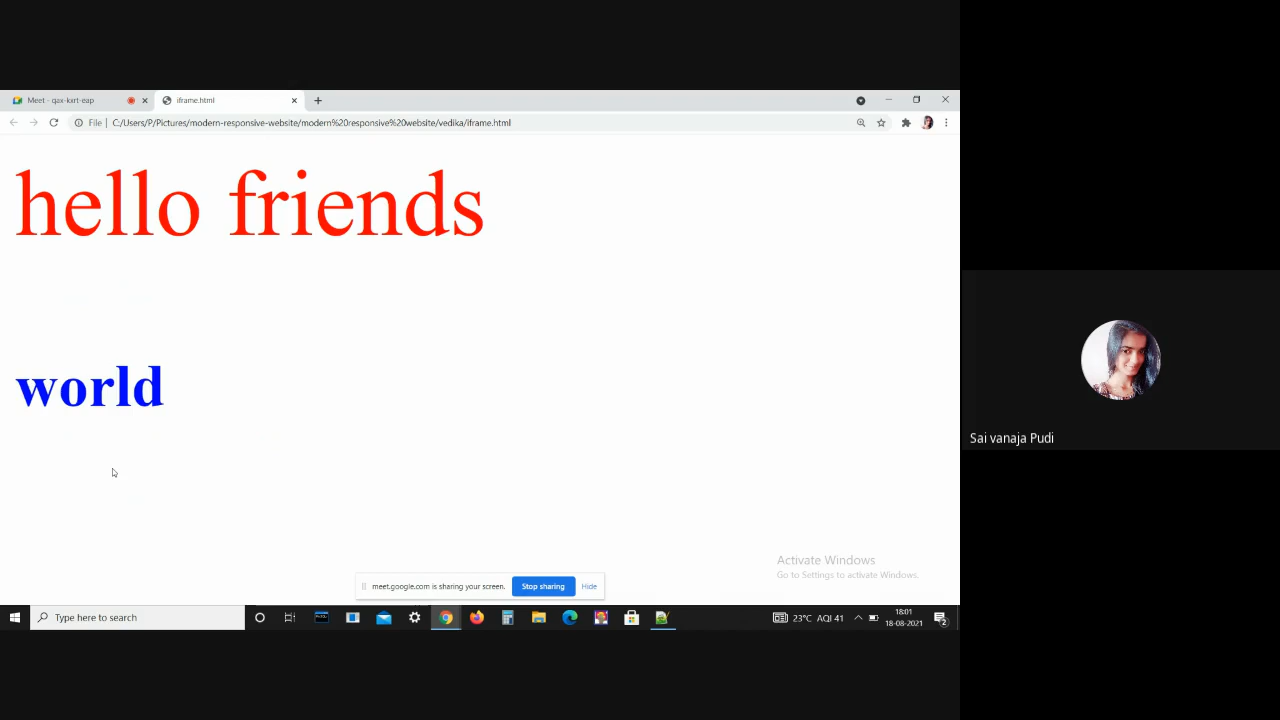 Meet - qax-kxrt-eap
iframe.html
File | C:/Users/P/Pictures/modern-responsive-website/modern%20responsive%20website/vedika/iframe.html
hello friends
world
Sai vanaja Pudi
Activate Windows
Go to Settings to activate Windows.
meet.google.com is sharing your screen.
Stop sharing
Hide
Type here to search
23°C AQI 41
18:01
18-08-2021
2